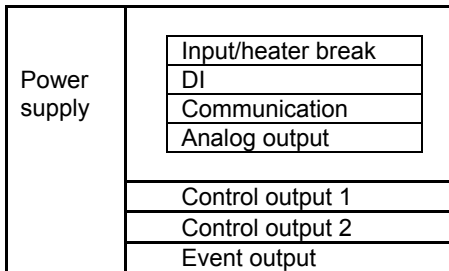 Power
supply
Input/heater break
DI
Communication
Analog output
Control output 1
Control output 2
Event output